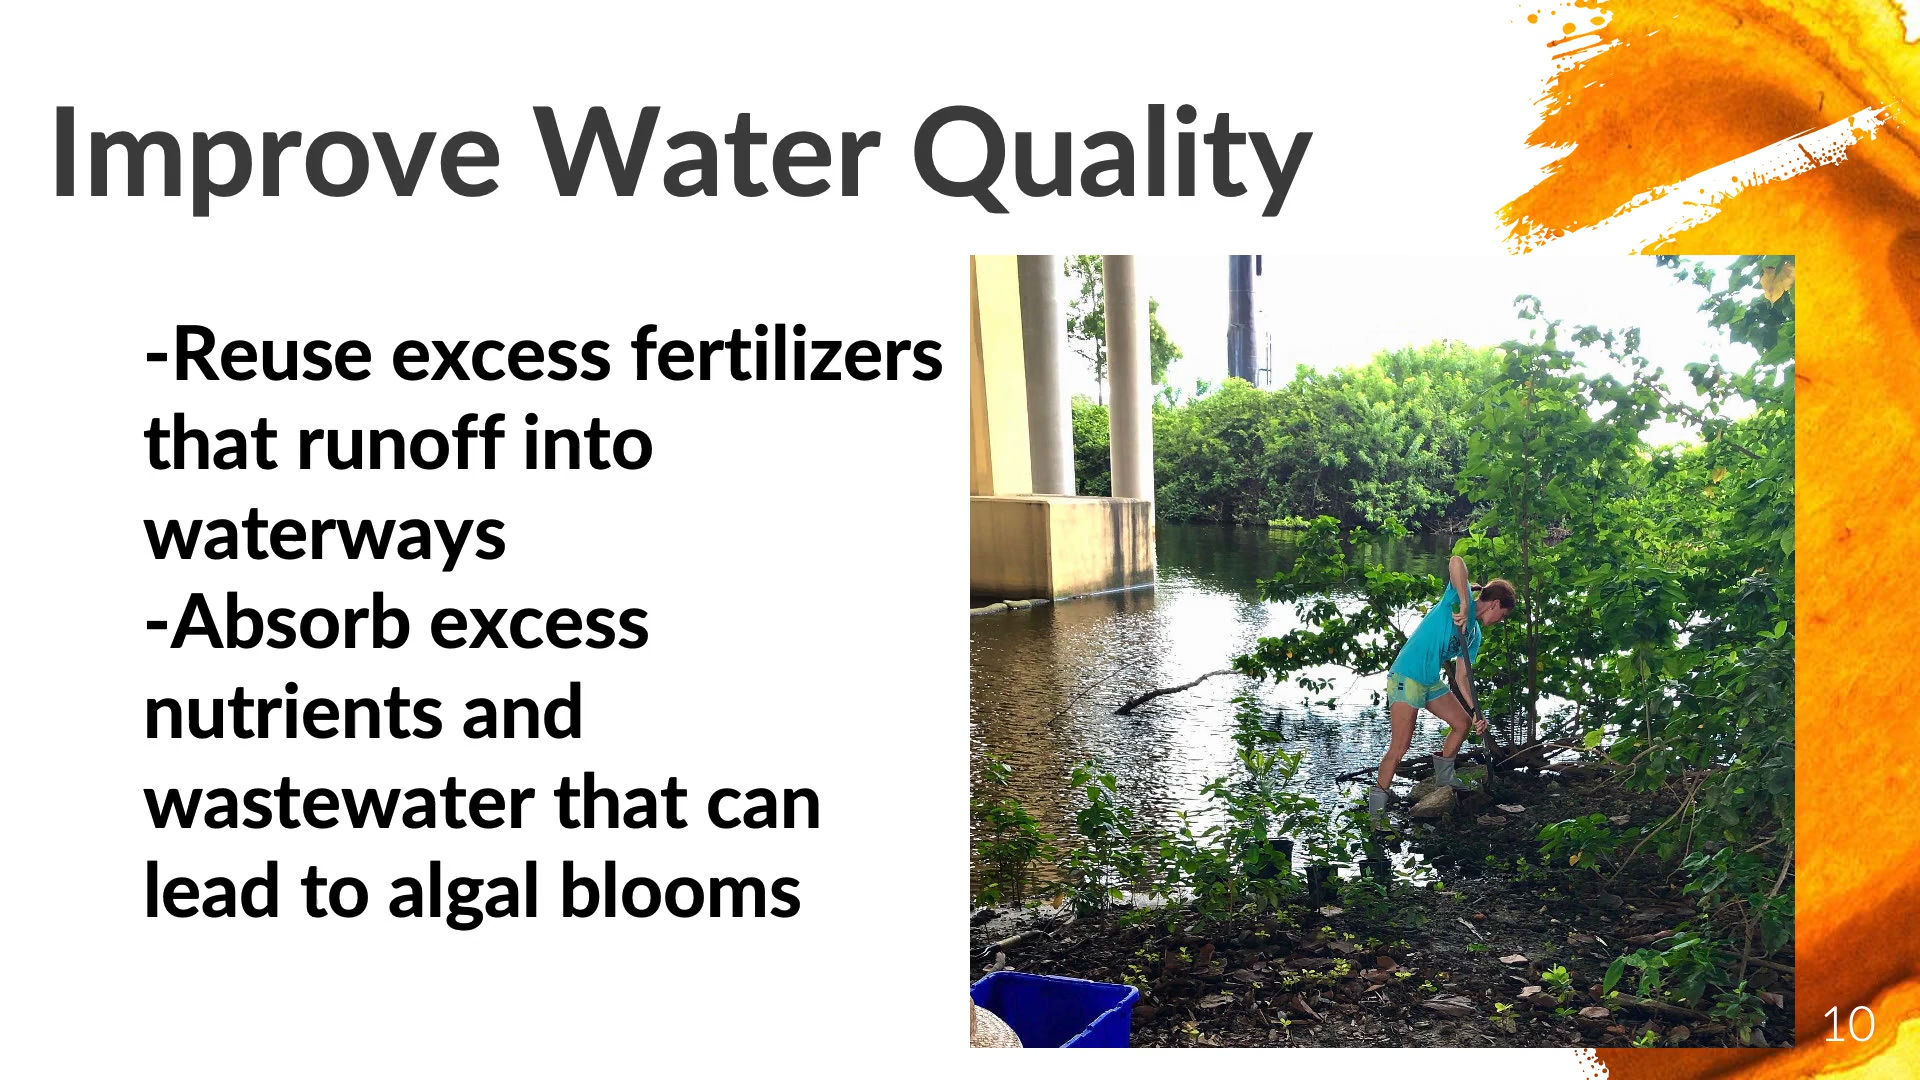 Improve Water Quality
-Reuse excess fertilizers
that runoff into
waterways
-Absorb excess
nutrients and
wastewater that can
lead to algal blooms
10